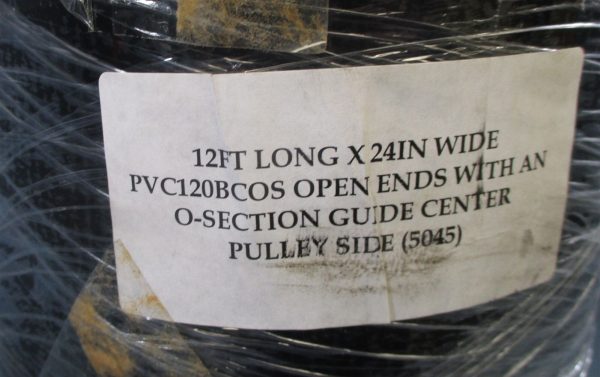 12FT LONG X 24IN WIDE
PVC120BCOS OPEN ENDS WITH AN
O-SECTION GUIDE CENTER
PULLEY SIDE (5045)